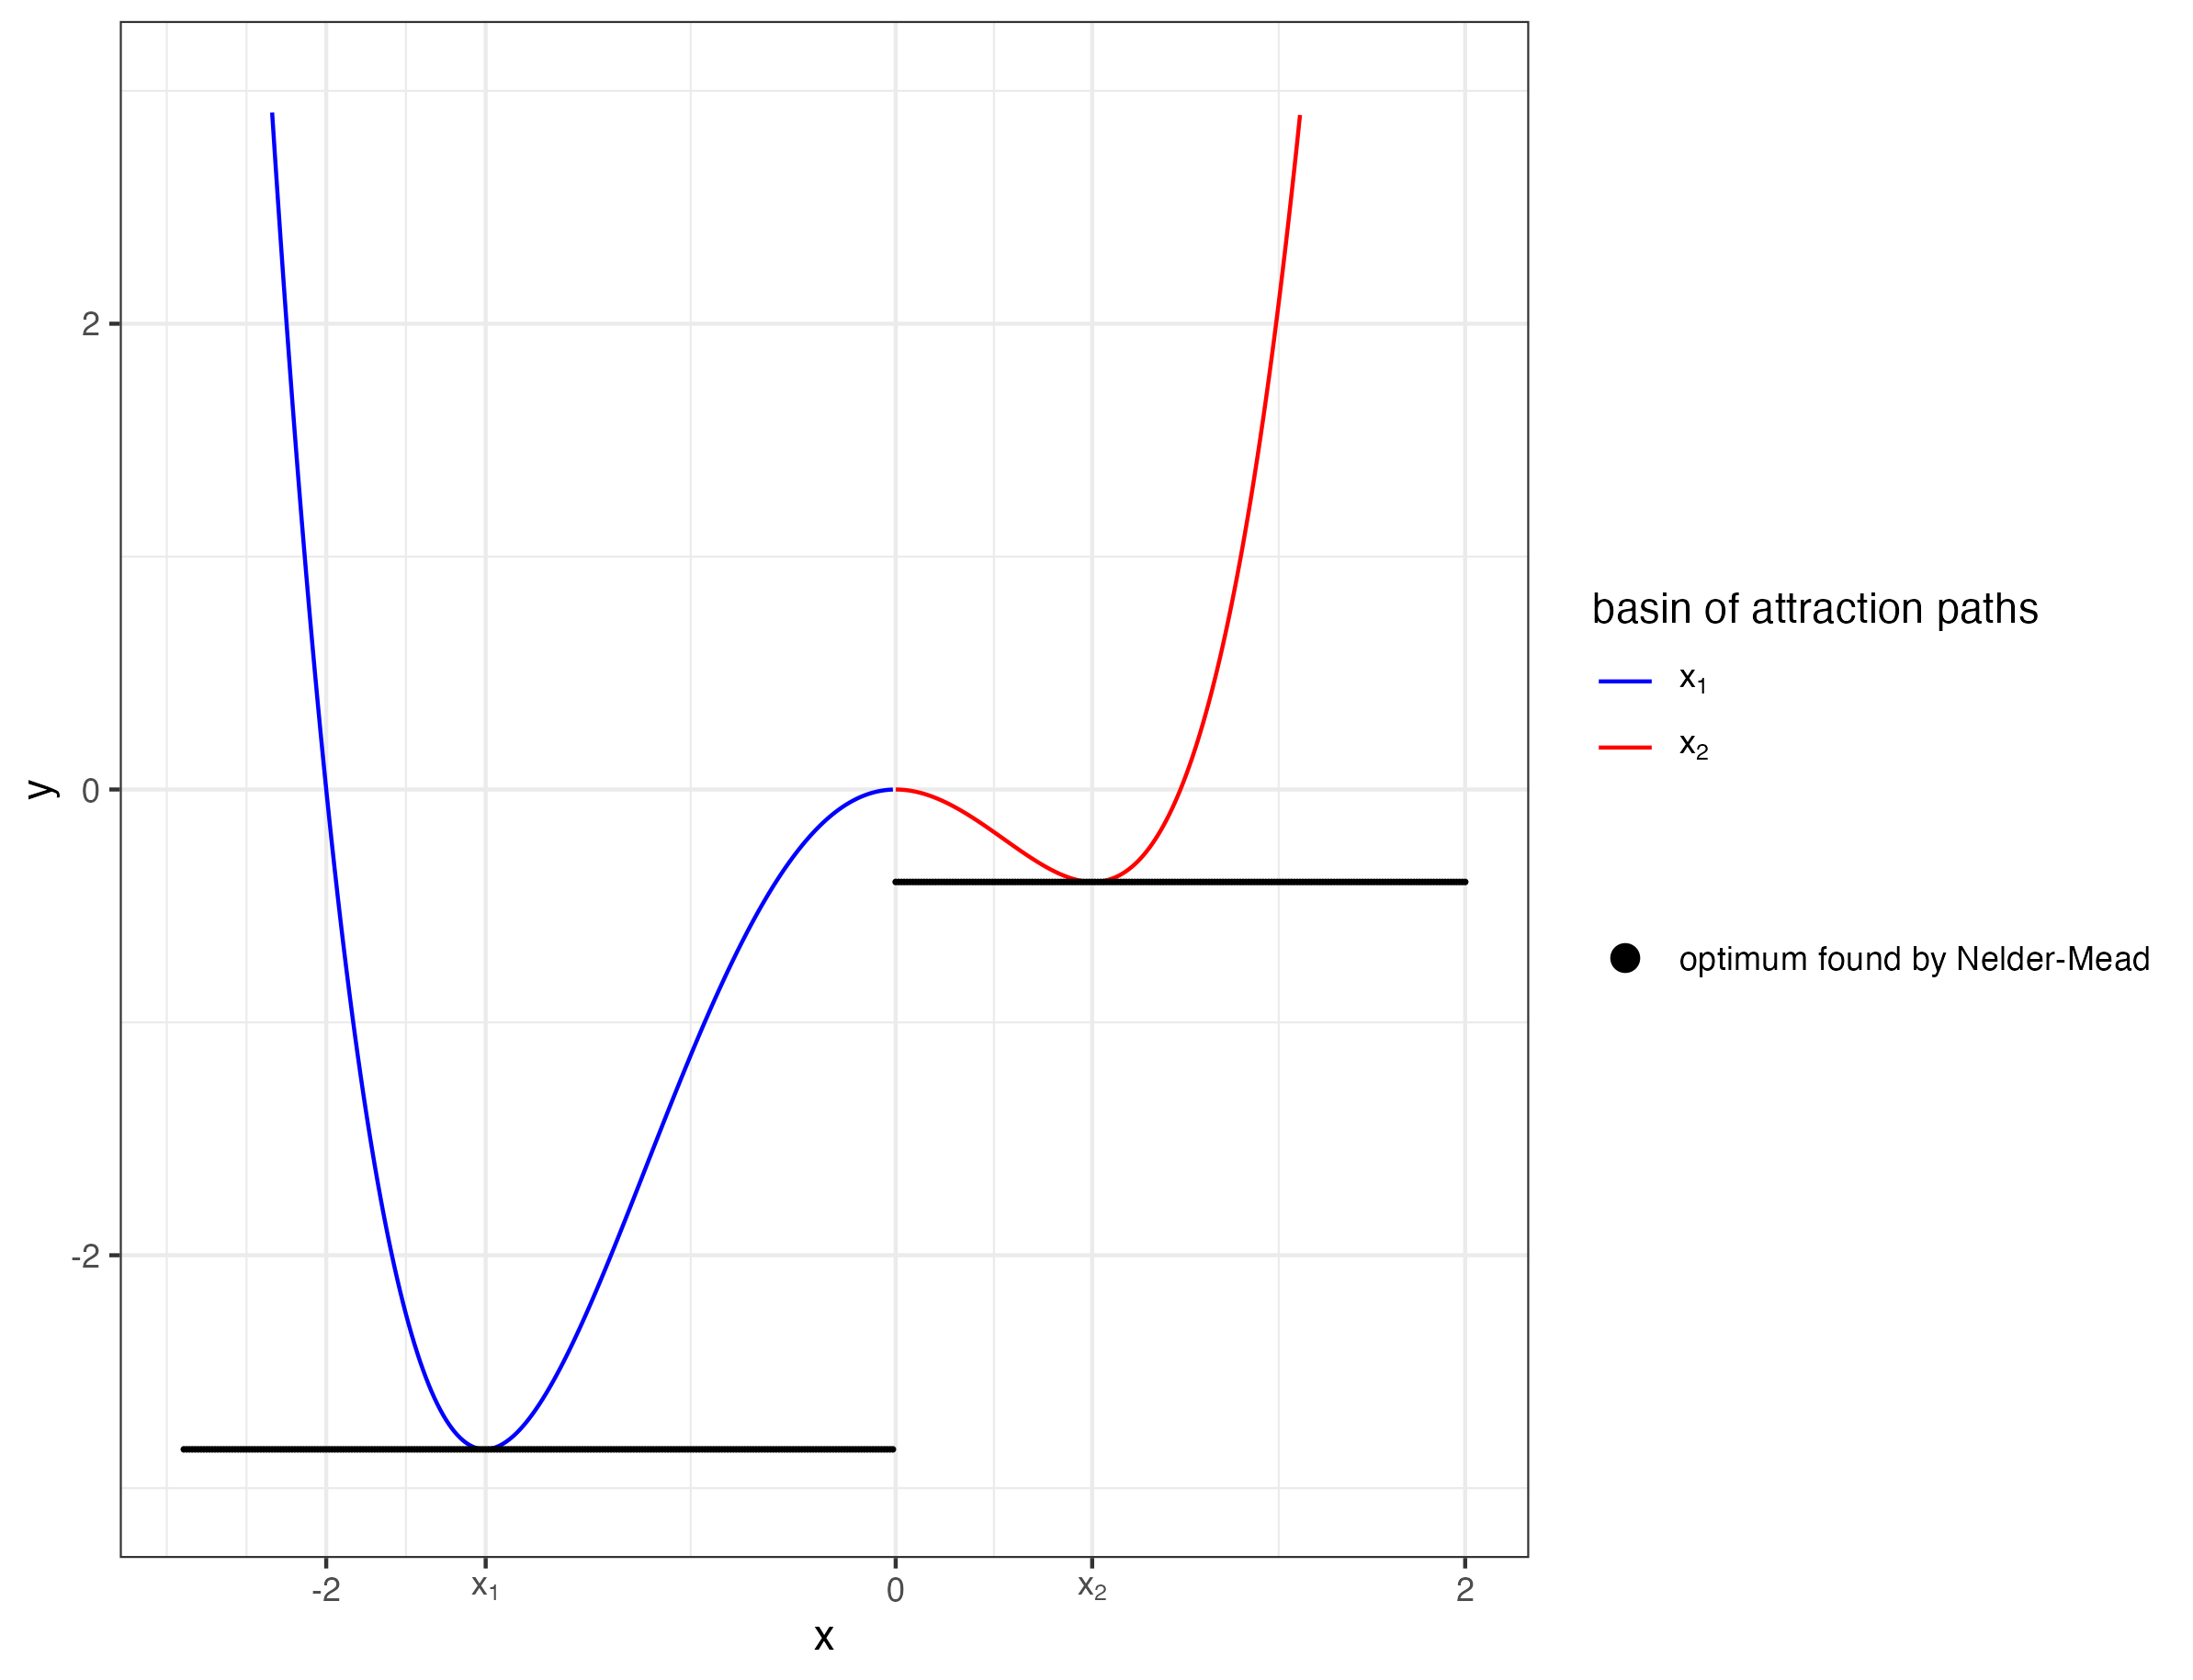 2
0
-2
y
-2
x₁
0
x₂
2
x
basin of attraction paths
x₁
x₂
optimum found by Nelder-Mead